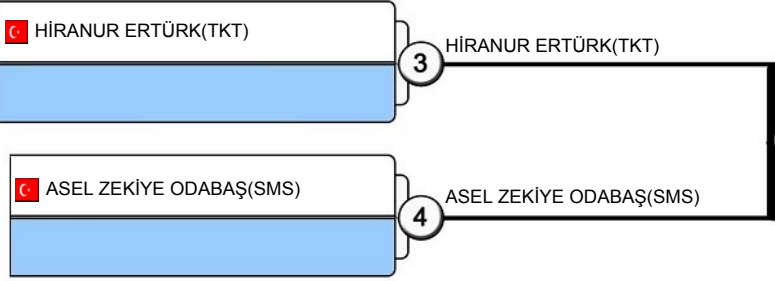 HİRANUR ERTÜRK(TKT)
3
HİRANUR ERTÜRK(TKT)
ASEL ZEKİYE ODABAŞ(SMS)
4
ASEL ZEKİYE ODABAŞ(SMS)